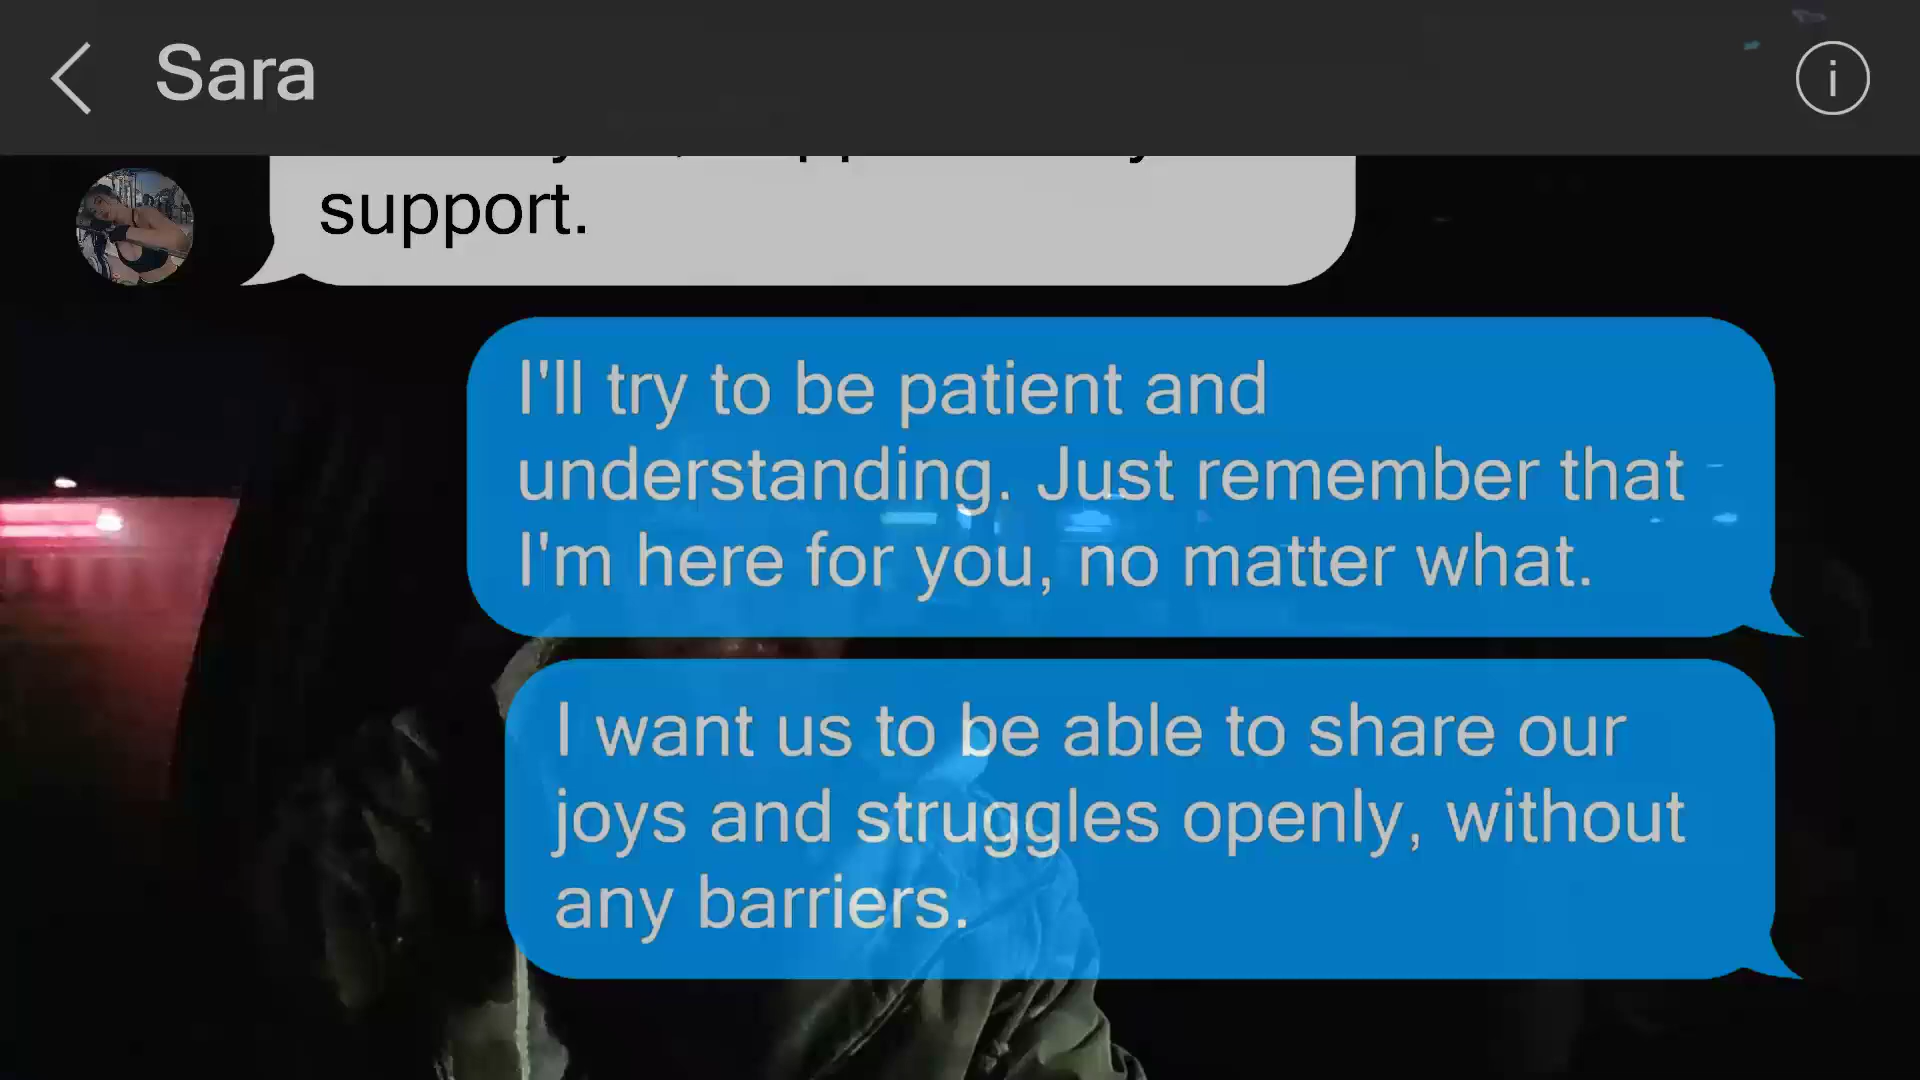 Sara
support.
I'll try to be patient and
understanding. Just remember that
I'm here for you, no matter what.
I want us to be able to share our
joys and struggles openly, without
any barriers.